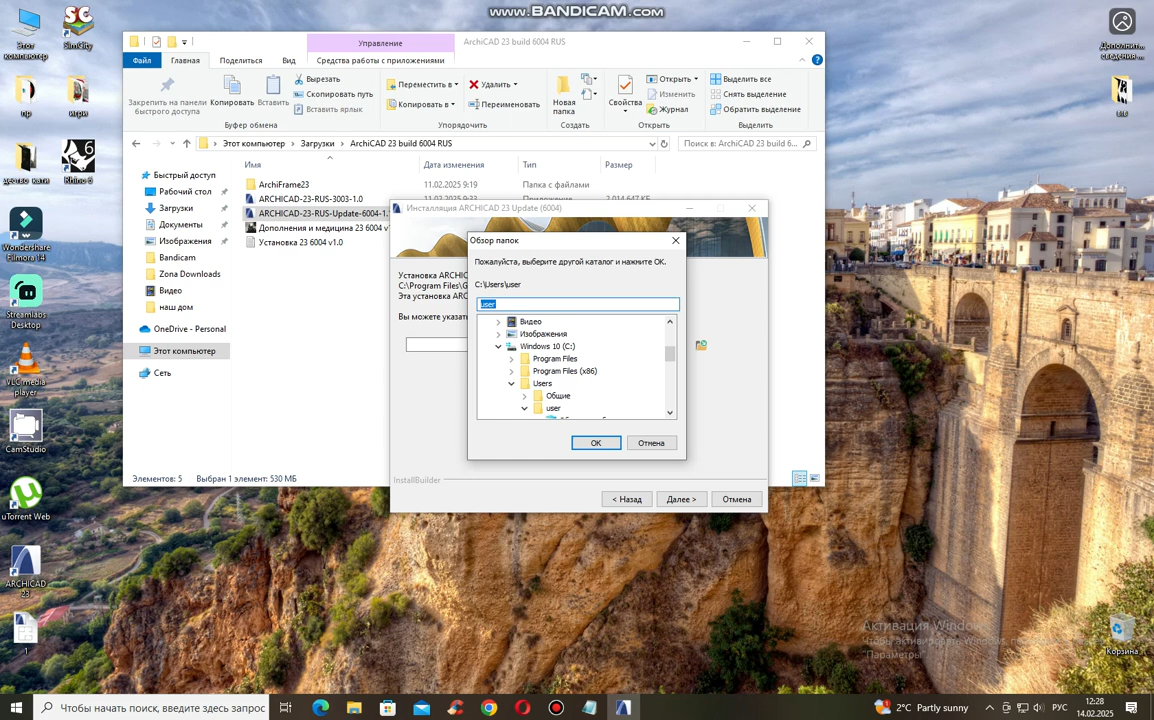 www.BANDICAM.com
Этот компьютер
SimCity
пр
игри
дество кати
Rhino 6
Wondershare Filmora 14
Streamlabs Desktop
VLC media player
CamStudio
uTorrent Web
ARCHICAD 23
1
Дополнит... сведения ...
Корзина
Управление
ArchiCAD 23 build 6004 RUS
Файл
Главная
Поделиться
Вид
Средства работы с приложениями
Закрепить на панели быстрого доступа
Копировать
Вставить
Вырезать
Скопировать путь
Вставить ярлык
Буфер обмена
Переместить в
Копировать в
Удалить
Переименовать
Упорядочить
Новая папка
Создать
Свойства
Открыть
Изменить
Журнал
Открыть
Выделить все
Снять выделение
Обратить выделение
Выделить
Этот компьютер > Загрузки > ArchiCAD 23 build 6004 RUS
Поиск в: ArchiCAD 23 build 6...
Имя
Дата изменения
Тип
Размер
Быстрый доступ
Рабочий стол
Загрузки
Документы
Изображения
Bandicam
Zona Downloads
Видео
наш дом
OneDrive - Personal
Этот компьютер
Сеть
ArchiFrame23
11.02.2025 9:19
Папка с файлами
ARCHICAD-23-RUS-3003-1.0
ARCHICAD-23-RUS-Update-6004-1.
Дополнения и медицина 23 6004 v
Установка 23 6004 v1.0
Элементов: 5
Выбран 1 элемент: 530 МБ
Инсталляция ARCHICAD 23 Update (6004)
Установка ARCHIC
C:\Program Files\G
Эта установка ARC
Вы можете указат
InstallBuilder
< Назад
Далее >
Отмена
Обзор папок
Пожалуйста, выберите другой каталог и нажмите ОК.
C:\Users\user
user
Видео
Изображения
Windows 10 (C:)
Program Files
Program Files (x86)
Users
Общие
user
ОК
Отмена
Активация Windows
Чтобы активировать Windows, п
"Параметры"
Чтобы начать поиск, введите здесь запрос
2°C Partly sunny
РУС
12:28
14.02.2025